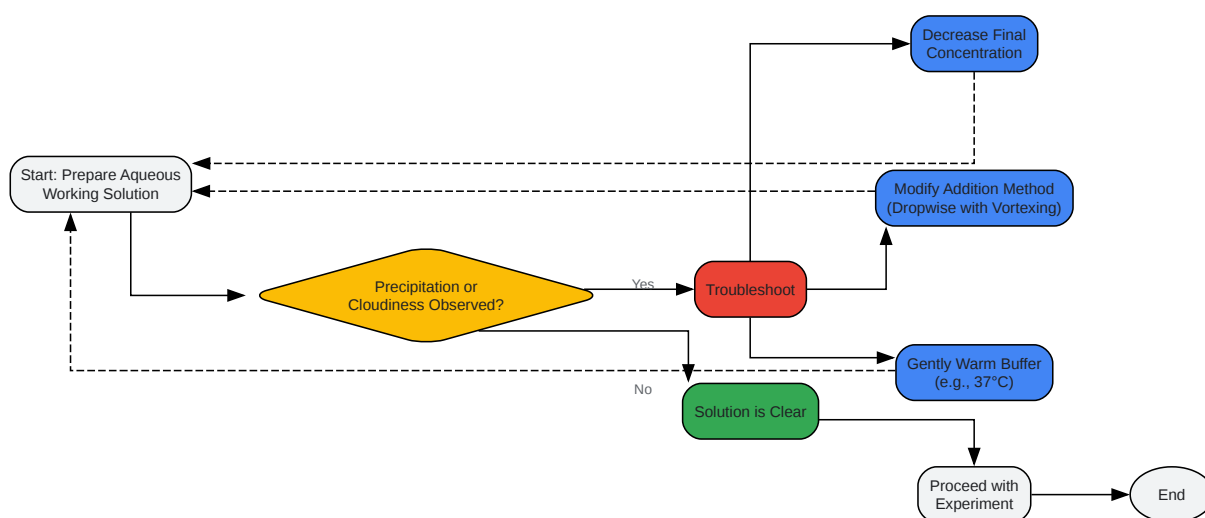 Decrease Final
Concentration
Start: Prepare Aqueous
Working Solution
Modify Addition Method
(Dropwise with Vortexing)
Precipitation or
Cloudiness Observed?
Yes
Troubleshoot
Gently Warm Buffer
(e.g., 37°C)
No
Solution is Clear
Proceed with
Experiment
End